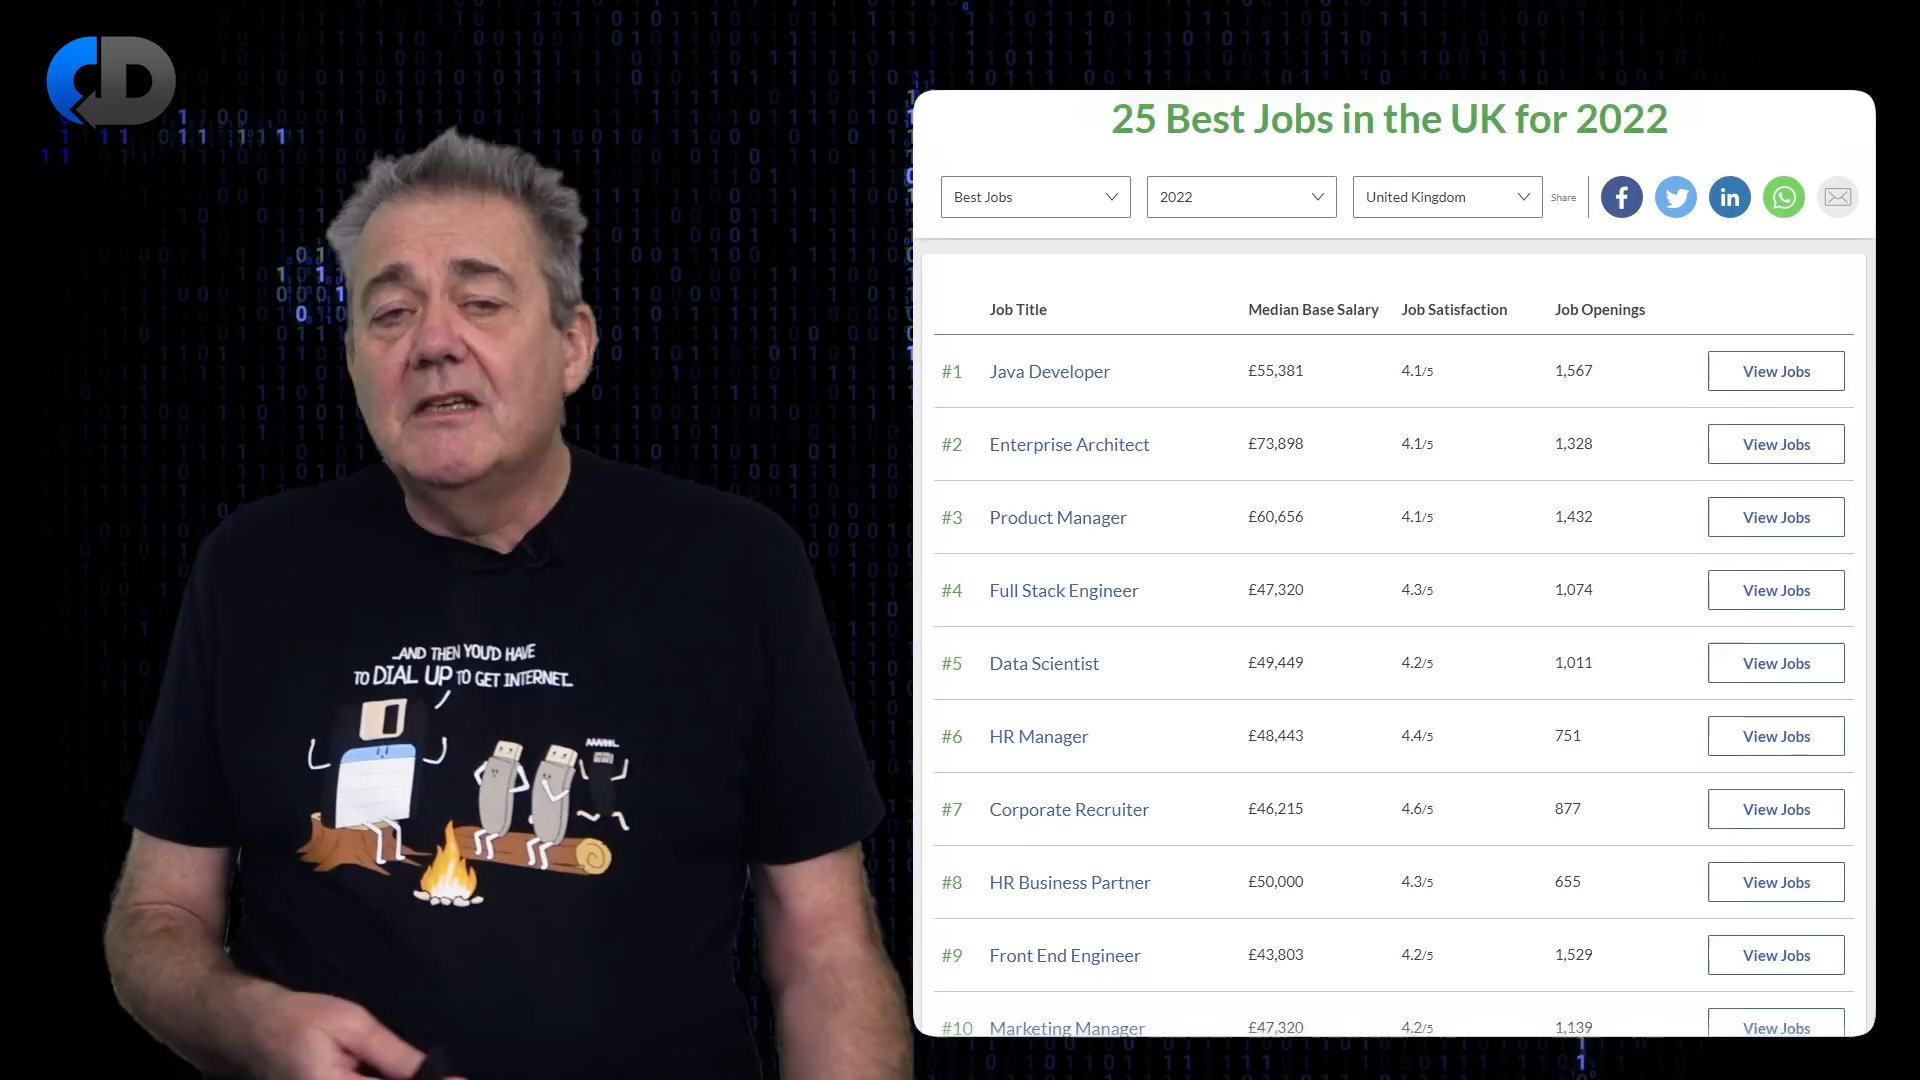 CD
...AND THEN YOU'D HAVE
TO DIAL UP TO GET INTERNET...
AAAHHH...
25 Best Jobs in the UK for 2022
Best Jobs 2022 United Kingdom Share
Job Title Median Base Salary Job Satisfaction Job Openings
#1 Java Developer £55,381 4.1/5 1,567 View Jobs
#2 Enterprise Architect £73,898 4.1/5 1,328 View Jobs
#3 Product Manager £60,656 4.1/5 1,432 View Jobs
#4 Full Stack Engineer £47,320 4.3/5 1,074 View Jobs
#5 Data Scientist £49,449 4.2/5 1,011 View Jobs
#6 HR Manager £48,443 4.4/5 751 View Jobs
#7 Corporate Recruiter £46,215 4.6/5 877 View Jobs
#8 HR Business Partner £50,000 4.3/5 655 View Jobs
#9 Front End Engineer £43,803 4.2/5 1,529 View Jobs
#10 Marketing Manager £47,320 4.2/5 1,139 View Jobs